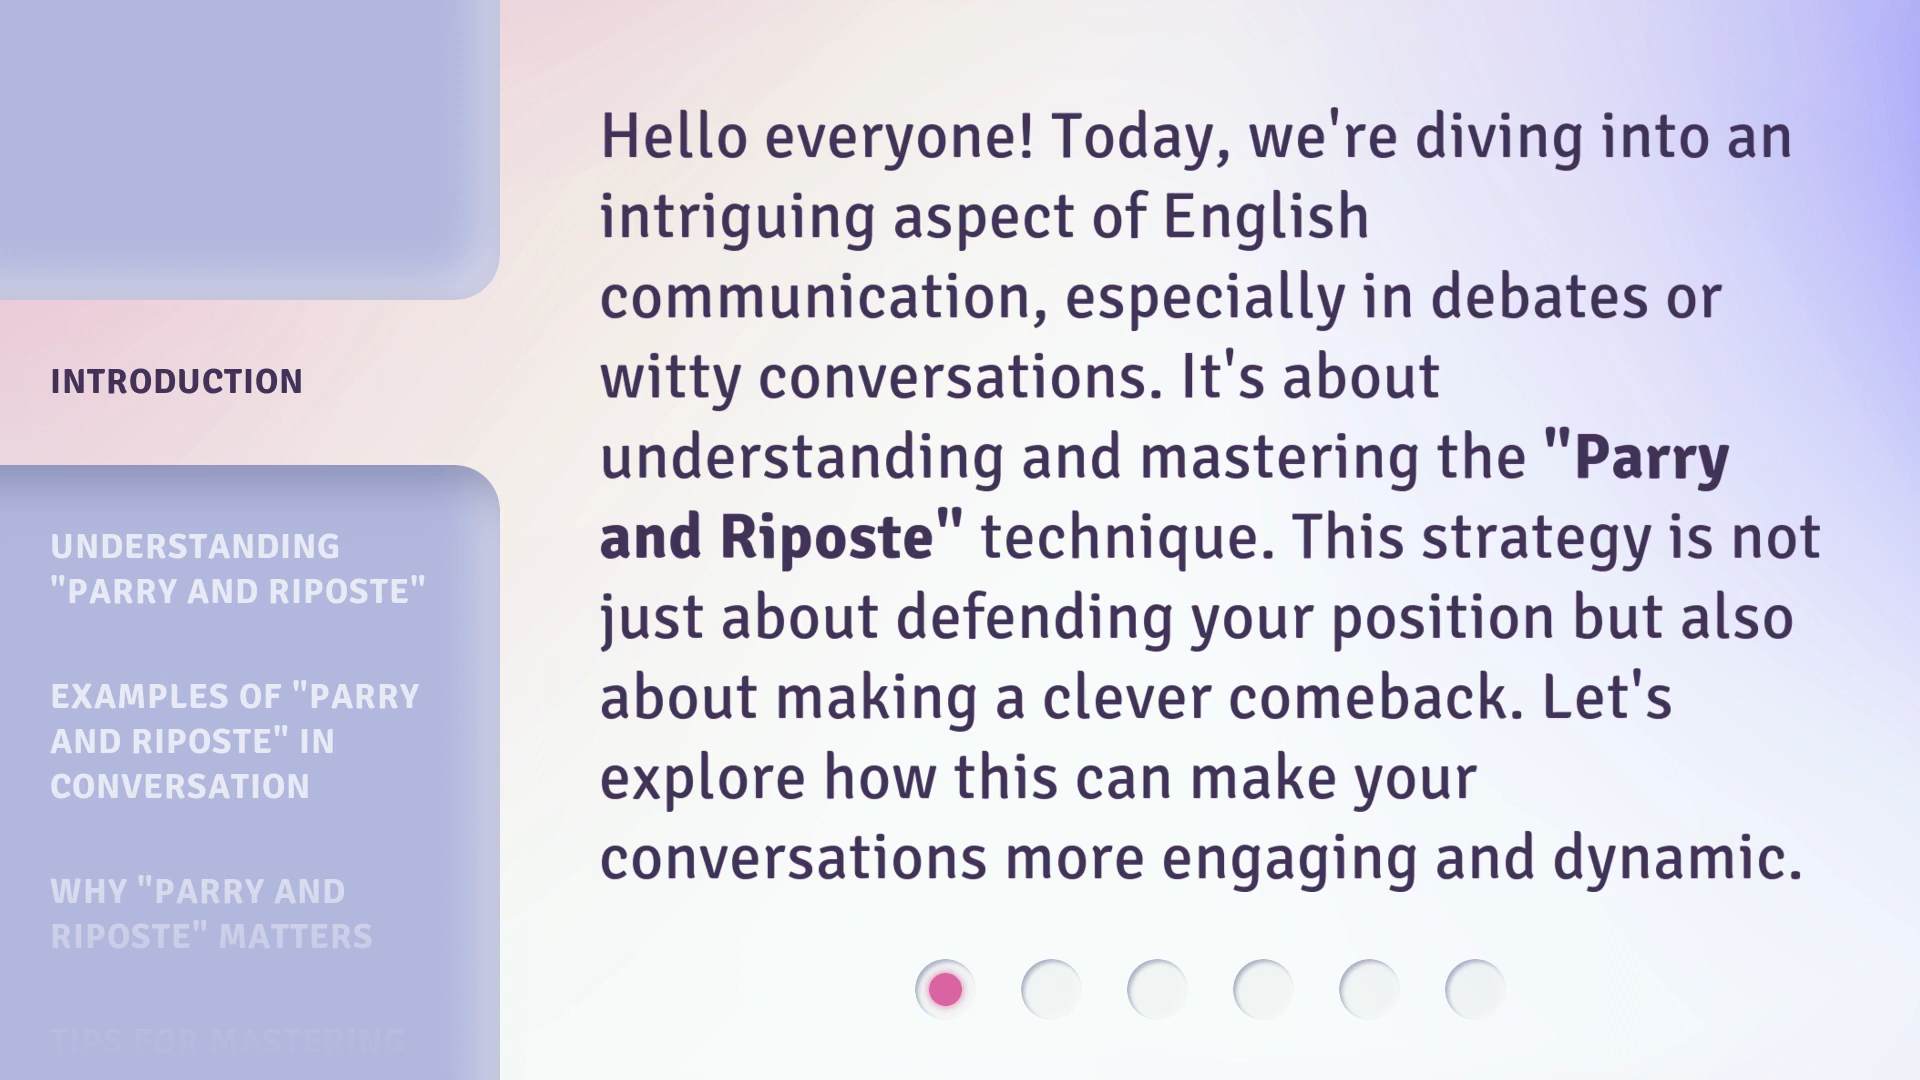 INTRODUCTION
UNDERSTANDING
"PARRY AND RIPOSTE"
EXAMPLES OF "PARRY
AND RIPOSTE" IN
CONVERSATION
WHY "PARRY AND
RIPOSTE" MATTERS
TIPS FOR MASTERING
Hello everyone! Today, we're diving into an
intriguing aspect of English
communication, especially in debates or
witty conversations. It's about
understanding and mastering the "Parry
and Riposte" technique. This strategy is not
just about defending your position but also
about making a clever comeback. Let's
explore how this can make your
conversations more engaging and dynamic.